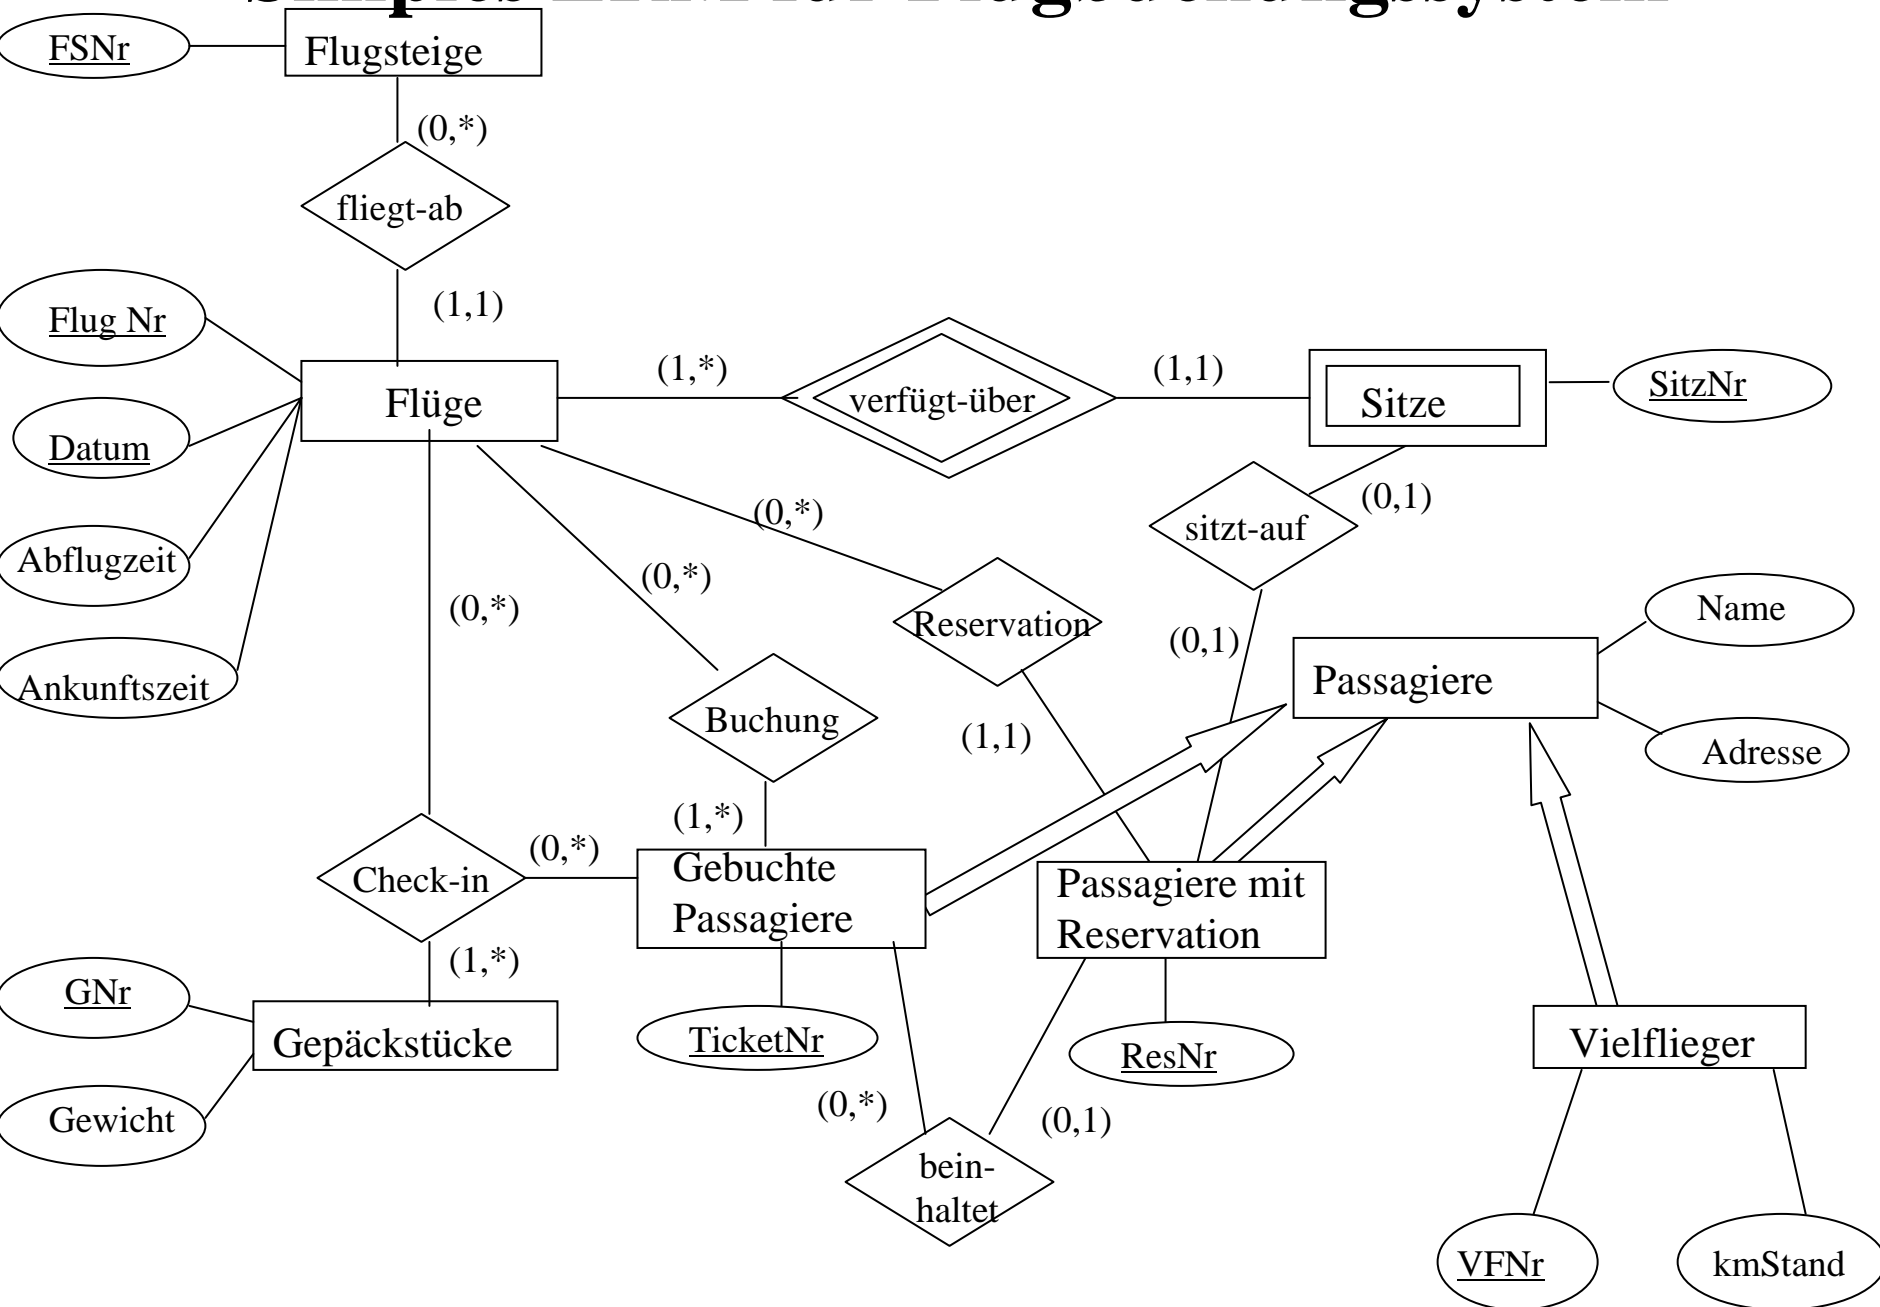 FSNr
Flugsteige
(0,*)
fliegt-ab
(1,1)
Flug Nr
Datum
Abflugzeit
Ankunftszeit
Flüge
(1,*)
verfügt-über
(1,1)
Sitze
SitzNr
(0,1)
sitzt-auf
(0,*)
(0,*)
(0,*)
Reservation
(0,1)
Name
Passagiere
Adresse
Buchung
(1,1)
(1,*)
(0,*)
Check-in
Gebuchte
Passagiere
Passagiere mit
Reservation
(1,*)
GNr
Gepäckstücke
TicketNr
ResNr
Vielflieger
Gewicht
(0,*)
(0,1)
bein-
haltet
VFNr
kmStand